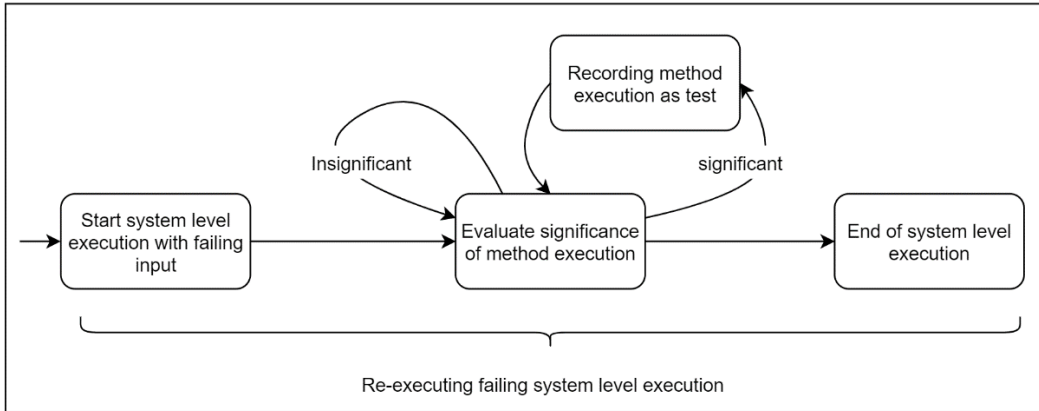 Recording method
execution as test
Insignificant
significant
Start system level
execution with failing
input
Evaluate significance
of method execution
End of system level
execution
Re-executing failing system level execution